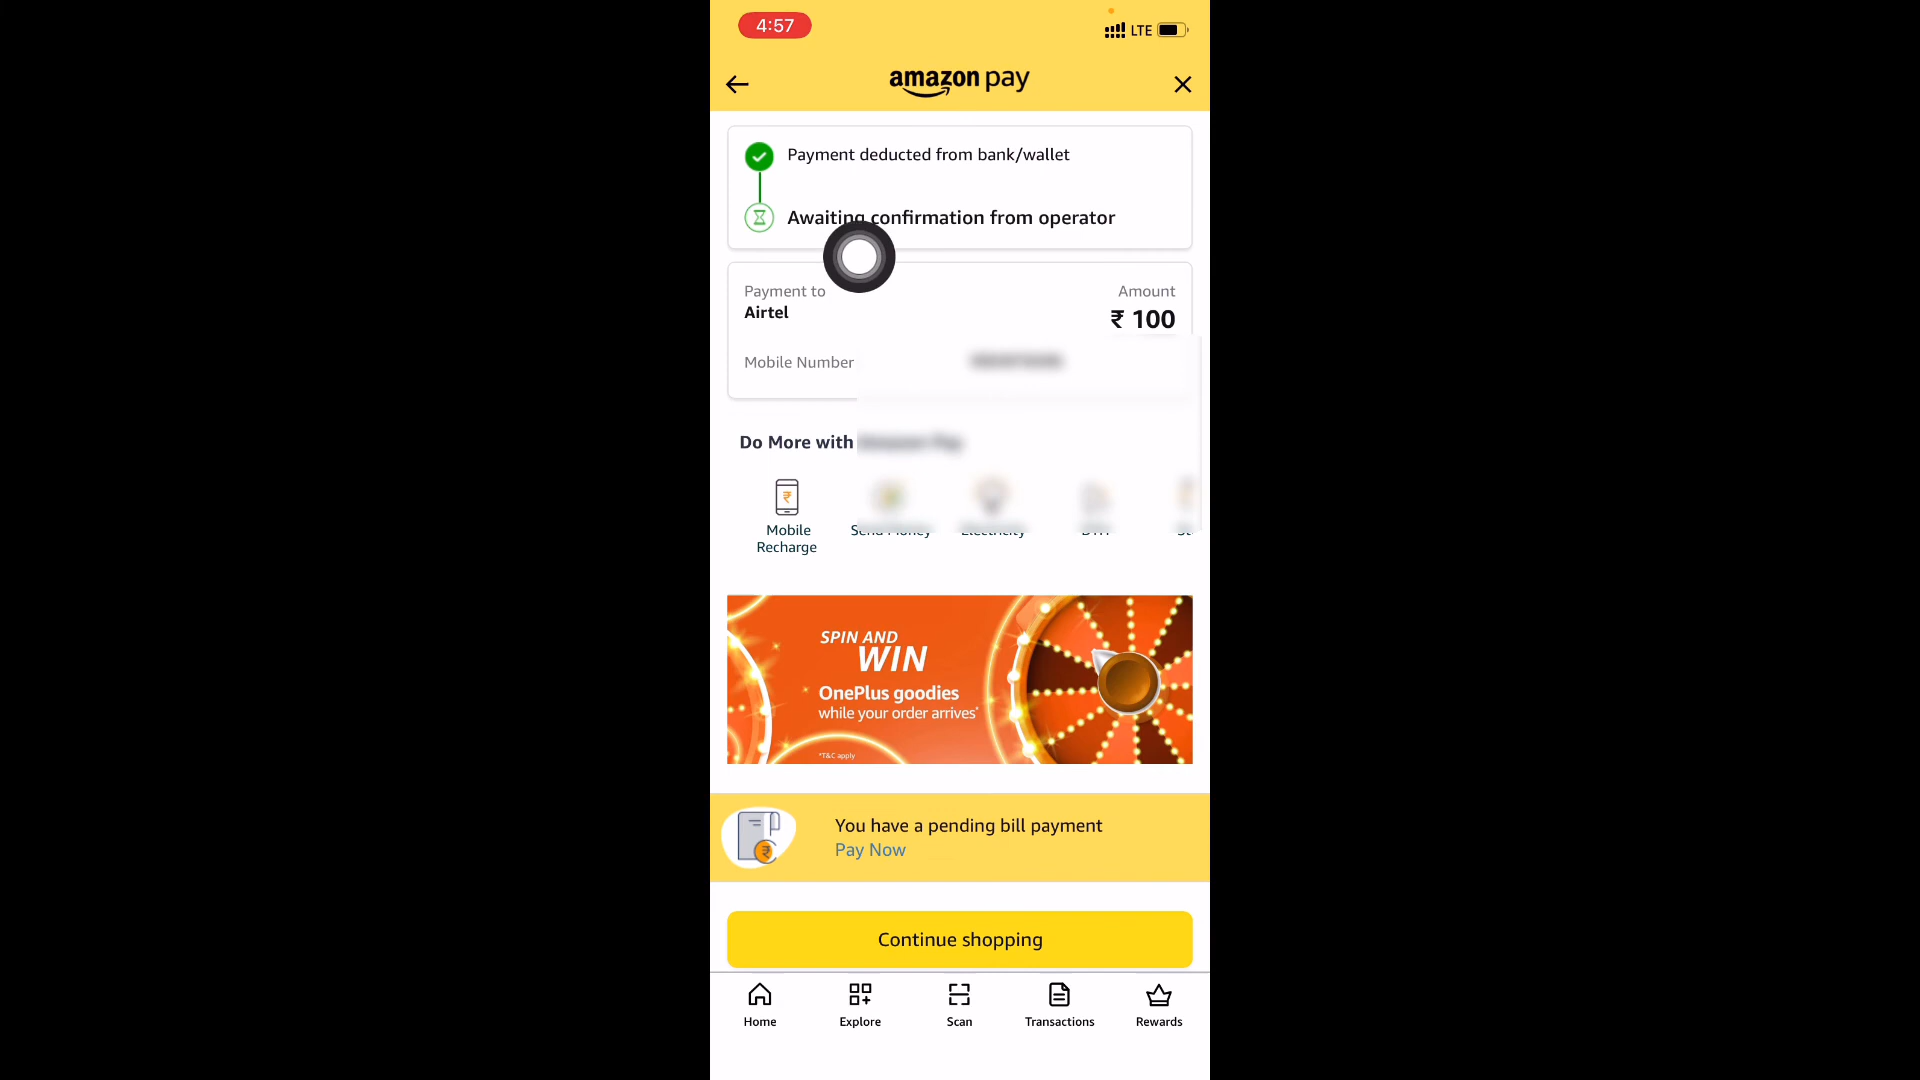 4:57
LTE
amazon pay
Payment deducted from bank/wallet
Awaiting confirmation from operator
Payment to
Amount
Airtel
₹ 100
Mobile Number
Do More with
Mobile
Recharge
Send Money
Electricity
DTH
SPIN AND
WIN
OnePlus goodies
while your order arrives*
*T&C apply
You have a pending bill payment
Pay Now
Continue shopping
Home
Explore
Scan
Transactions
Rewards